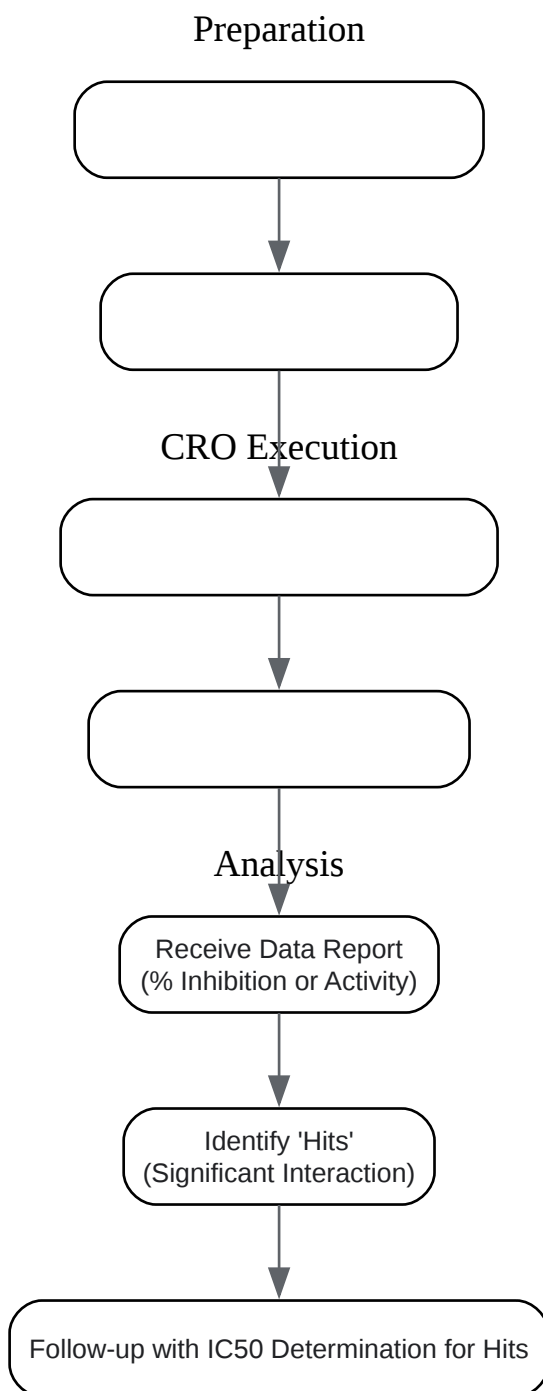 Preparation
CRO Execution
Analysis
Receive Data Report
(% Inhibition or Activity)
Identify 'Hits'
(Significant Interaction)
Follow-up with IC50 Determination for Hits